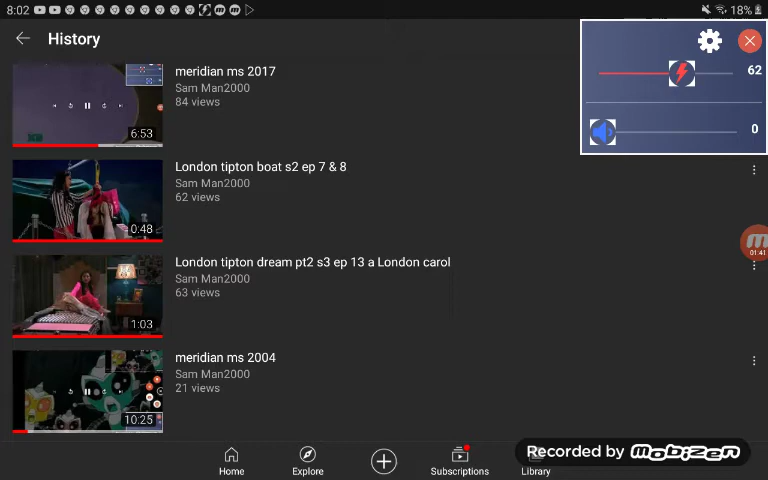 8:02
18%
History
62
0
meridian ms 2017
Sam Man2000
84 views
6:53
London tipton boat s2 ep 7 & 8
Sam Man2000
62 views
0:48
01:41
London tipton dream pt2 s3 ep 13 a London carol
Sam Man2000
63 views
1:03
meridian ms 2004
Sam Man2000
21 views
10:25
Home
Explore
Subscriptions
Library
Recorded by mobizen